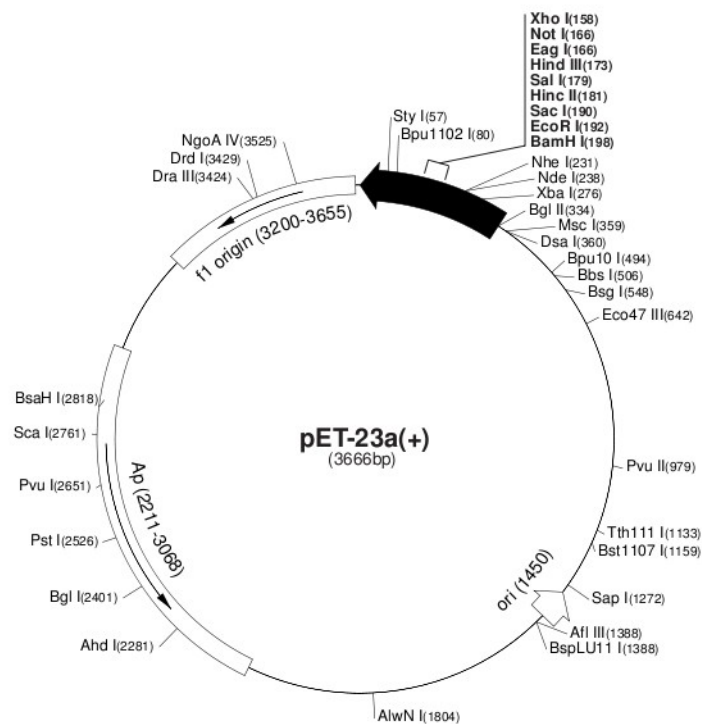 Xho I(158)
Not I(166)
Eag I(166)
Hind III(173)
Sal I(179)
Hinc II(181)
Sac I(190)
EcoR I(192)
BamH I(198)
Sty I(57)
Bpu1102 I(80)
NgoA IV(3525)
Drd I(3429)
Dra III(3424)
Nhe I(231)
Nde I(238)
Xba I(276)
Bgl II(334)
Msc I(359)
Dsa I(360)
Bpu10 I(494)
Bbs I(506)
Bsg I(548)
Eco47 III(642)
f1 origin (3200-3655)
BsaH I(2818)
Sca I(2761)
Pvu I(2651)
Pst I(2526)
Bgl I(2401)
Ahd I(2281)
Ap (2211-3068)
pET-23a(+)
(3666bp)
Pvu II(979)
Tth111 I(1133)
Bst1107 I(1159)
ori (1450)
Sap I(1272)
Afl III(1388)
BspLU11 I(1388)
AlwN I(1804)